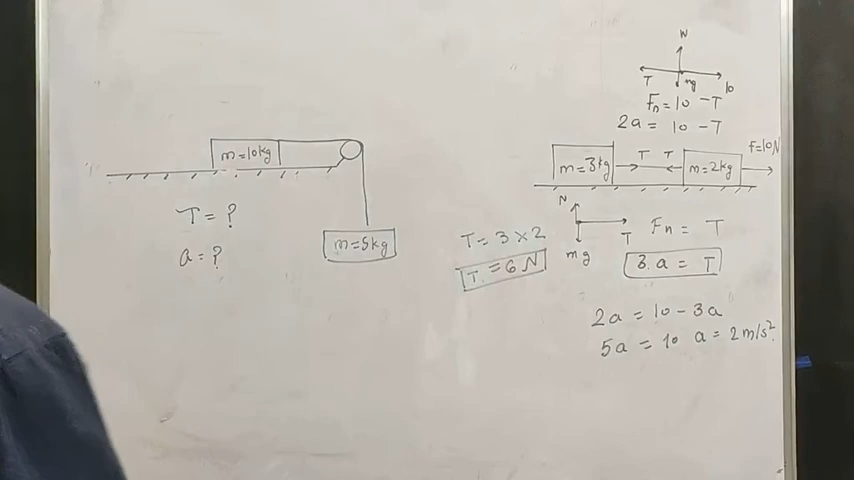 m=10kg
T = ?
a = ?
m=5kg
N
T mg 10
Fn = 10 - T
2a = 10 - T
F=10N
m=3kg T T m=2kg
N
T
mg
Fn = T
3.a = T
T = 3 × 2
T = 6 N
2a = 10 - 3a
5a = 10 a = 2 m/s²